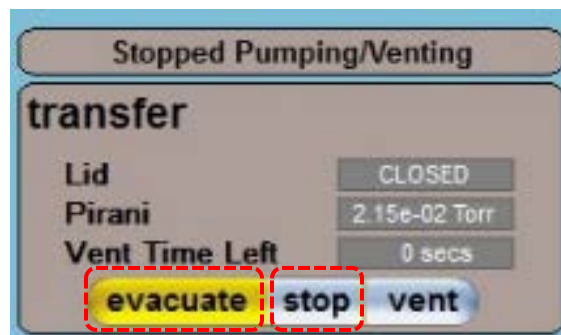 Stopped Pumping/Venting
transfer
Lid CLOSED
Pirani 2.15e-02 Torr
Vent Time Left 0 secs
evacuate stop vent